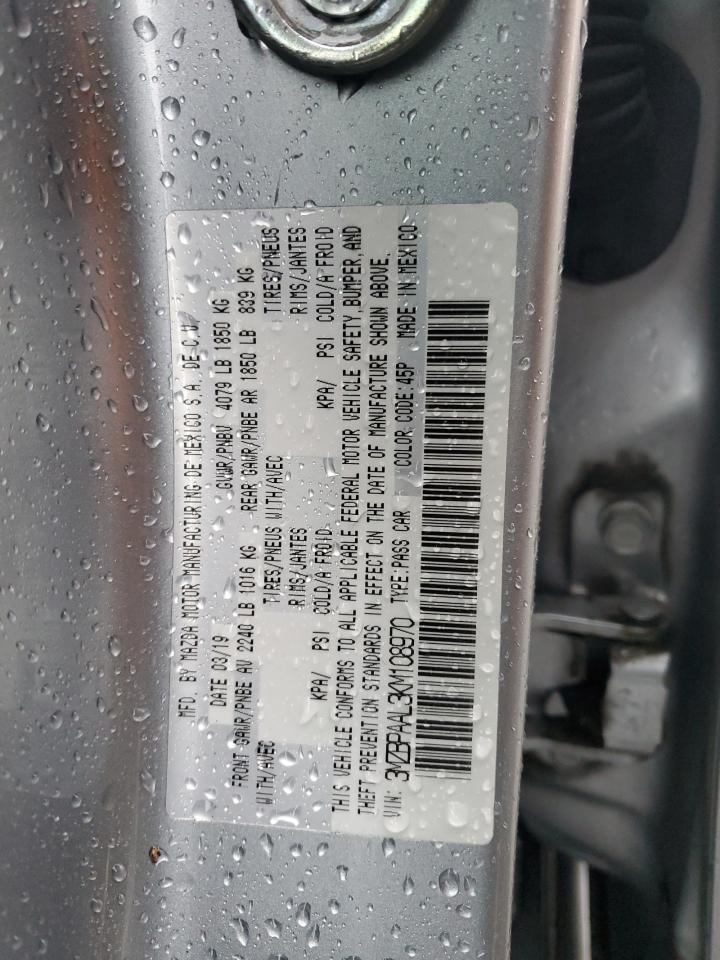 MFD. BY MAZDA MOTOR MANUFACTURING DE MEXICO S.A. DE C.V.
DATE 03/19 GVWR/PNBV 4079 LB 1850 KG
FRONT GAWR/PNBE AV 2240 LB 1016 KG REAR GAWR/PNBE AR 1850 LB 839 KG
WITH/AVEC TIRES/PNEUS WITH/AVEC TIRES/PNEUS
RIMS/JANTES RIMS/JANTES
KPA/ PSI COLD/A FROID KPA/ PSI COLD/A FROID
THIS VEHICLE CONFORMS TO ALL APPLICABLE FEDERAL MOTOR VEHICLE SAFETY, BUMPER, AND
THEFT PREVENTION STANDARDS IN EFFECT ON THE DATE OF MANUFACTURE SHOWN ABOVE.
VIN: 3MZBPAAL3KM108970 TYPE:PASS CAR COLOR CODE:45P MADE IN MEXICO